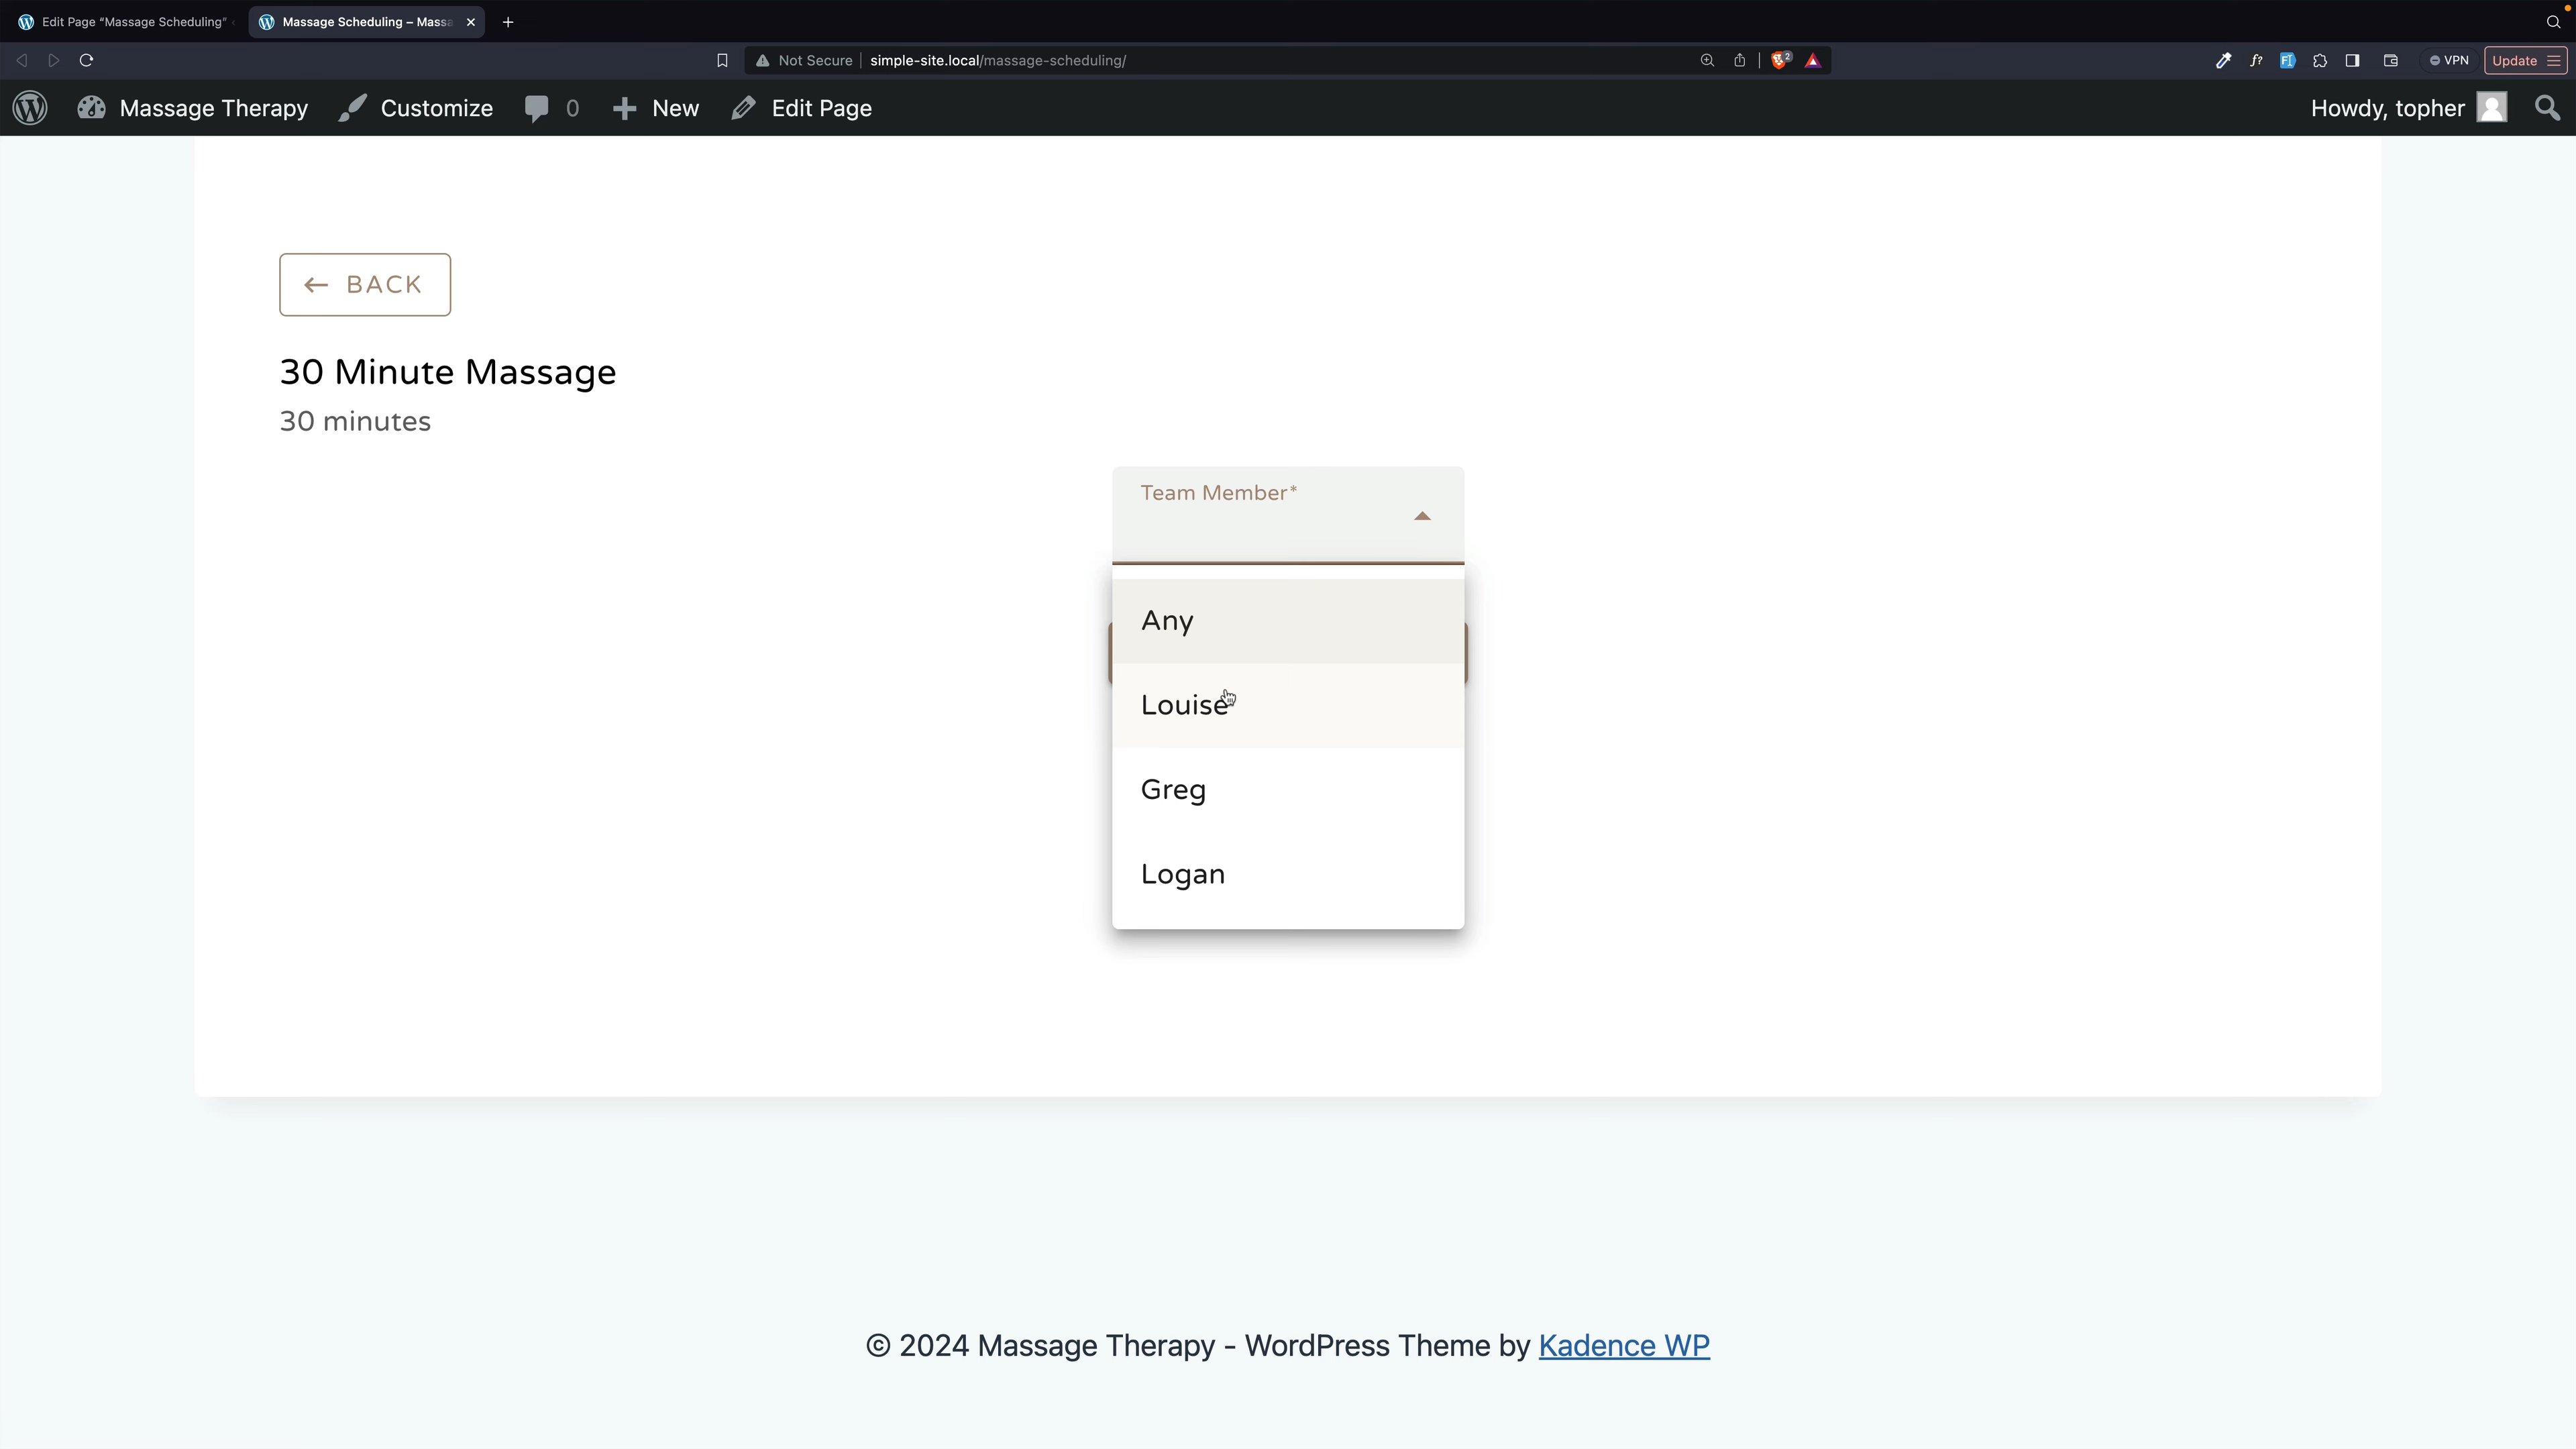 Edit Page “Massage Scheduling”
Massage Scheduling – Massa
Not Secure
simple-site.local/massage-scheduling/
2
VPN
Update
Massage Therapy
Customize
0
New
Edit Page
Howdy, topher
← BACK
30 Minute Massage
30 minutes
Team Member*
Any
Louise
Greg
Logan
© 2024 Massage Therapy - WordPress Theme by Kadence WP